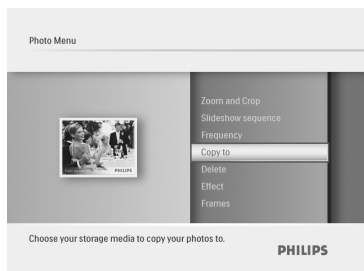 Photo Menu
Zoom and Crop
Slideshow sequence
Frequency
Copy to
Delete
Effect
Frames
PHILIPS
Choose your storage media to copy your photos to.
PHILIPS